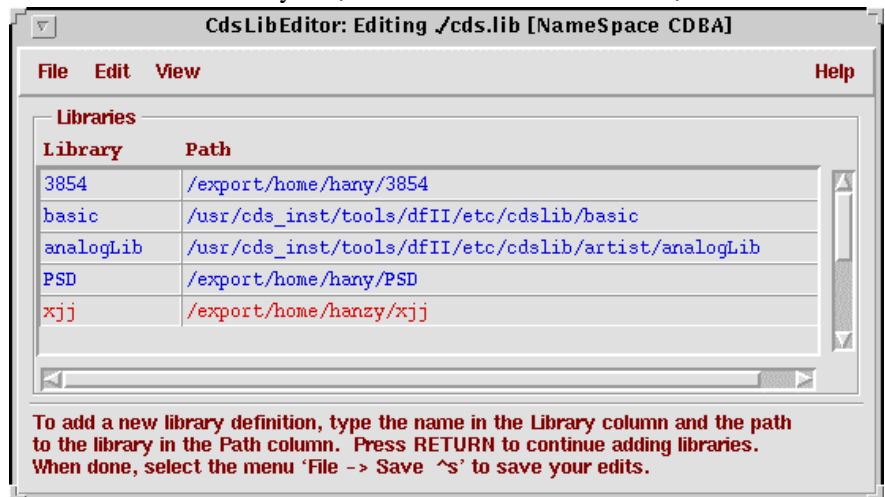 CdsLibEditor: Editing ./cds.lib [NameSpace CDBA]
File Edit View Help
Libraries
Library Path
3854 /export/home/hany/3854
basic /usr/cds_inst/tools/dfII/etc/cdslib/basic
analogLib /usr/cds_inst/tools/dfII/etc/cdslib/artist/analogLib
PSD /export/home/hany/PSD
xjj /export/home/hanzy/xjj
To add a new library definition, type the name in the Library column and the path
to the library in the Path column. Press RETURN to continue adding libraries.
When done, select the menu ‘File -> Save ^s’ to save your edits.